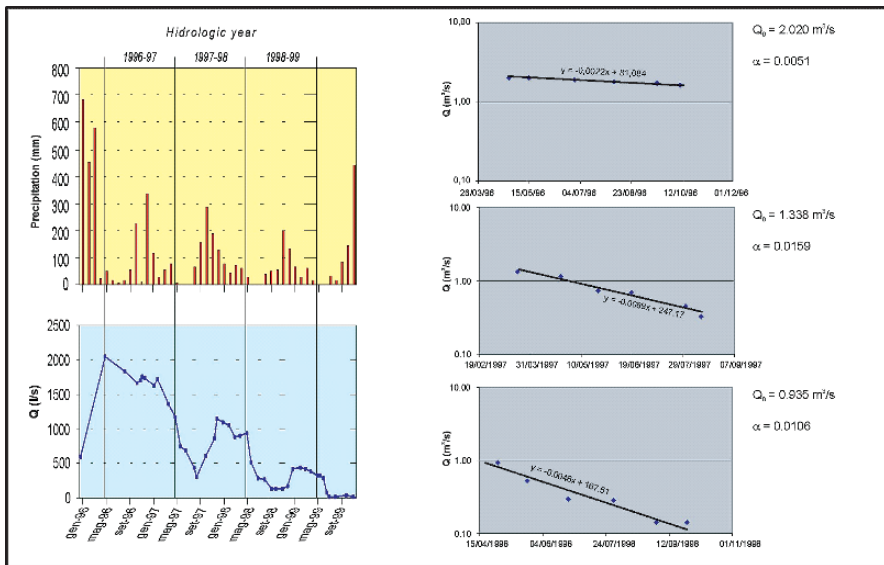 Hidrologic year
1996-97 1997-98 1998-99
Precipitation (mm)
800
700
600
500
400
300
200
100
0
Q (l/s)
2500
2000
1500
1000
500
0
gen-96 mag-96 set-96 gen-97 mag-97 set-97 gen-98 mag-98 set-98 gen-99 mag-99 set-99
10,00
1,00
0,10
Q (m³/s)
y = -0,0022x + 81,084
28/03/96 15/05/96 04/07/96 23/08/96 12/10/96 01/12/96
Q₀ = 2.020 m³/s
α = 0.0051
10.00
1.00
0.10
Q (m³/s)
y = -0.0069x + 247.17
19/02/1997 31/03/1997 10/05/1997 19/06/1997 29/07/1997 07/09/1997
Q₀ = 1.338 m³/s
α = 0.0159
10.00
1.00
0.10
Q (m³/s)
y = -0.0046x + 167.51
15/04/1998 04/06/1998 24/07/1998 12/09/1998 01/11/1998
Q₀ = 0.935 m³/s
α = 0.0106